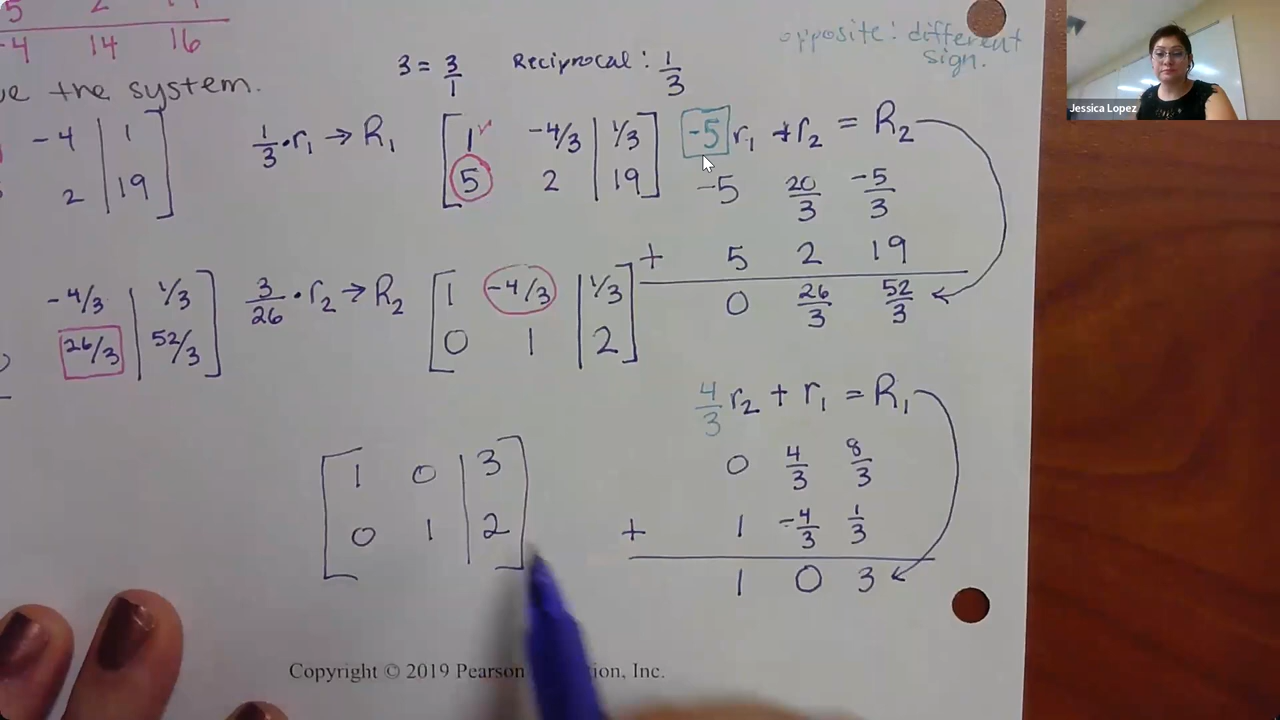 5 2 19
-4 14 16
ve the system.
3 = 3/1 Reciprocal: 1/3
opposite: different
sign.
Jessica Lopez
-4 | 1
2 | 19
1/3 • r₁ → R₁
1 -4/3 | 1/3
5 2 | 19
-5 r₁ + r₂ = R₂
-5 20/3 -5/3
+ 5 2 19
0 26/3 52/3
-4/3 | 1/3
0 26/3 | 52/3
3/26 • r₂ → R₂
1 -4/3 | 1/3
0 1 | 2
4/3 r₂ + r₁ = R₁
0 4/3 8/3
+ 1 -4/3 1/3
1 0 3
1 0 | 3
0 1 | 2
Copyright © 2019 Pearson ion, Inc.